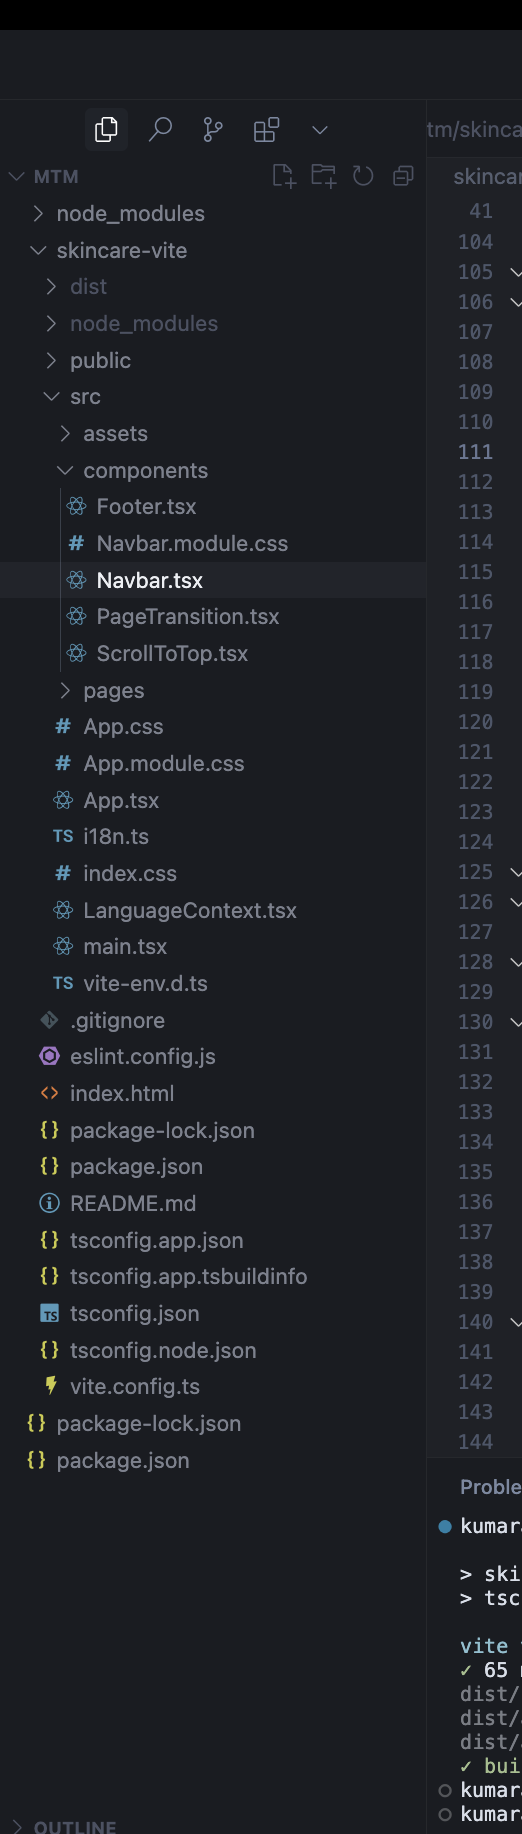 MTM
node_modules
skincare-vite
dist
node_modules
public
src
assets
components
Footer.tsx
# Navbar.module.css
Navbar.tsx
PageTransition.tsx
ScrollToTop.tsx
pages
# App.css
# App.module.css
App.tsx
TS i18n.ts
# index.css
LanguageContext.tsx
main.tsx
TS vite-env.d.ts
.gitignore
eslint.config.js
<> index.html
{} package-lock.json
{} package.json
README.md
{} tsconfig.app.json
{} tsconfig.app.tsbuildinfo
TS tsconfig.json
{} tsconfig.node.json
vite.config.ts
{} package-lock.json
{} package.json
OUTLINE
tm/skinca
skincar
41
104
105
106
107
108
109
110
111
112
113
114
115
116
117
118
119
120
121
122
123
124
125
126
127
128
129
130
131
132
133
134
135
136
137
138
139
140
141
142
143
144
Proble
kumara
> ski
> tsc
vite
✓ 65
dist/
dist/
dist/
✓ bui
kumara
kumara